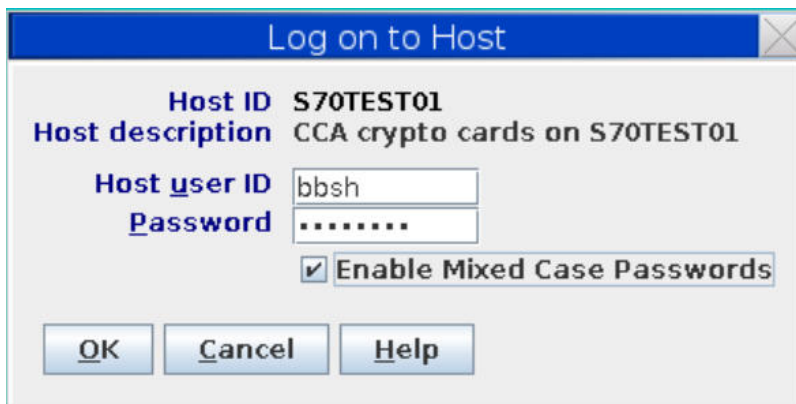 Log on to Host
Host ID S70TEST01
Host description CCA crypto cards on S70TEST01
Host user ID bbsh
Password ••••••••
Enable Mixed Case Passwords
OK Cancel Help